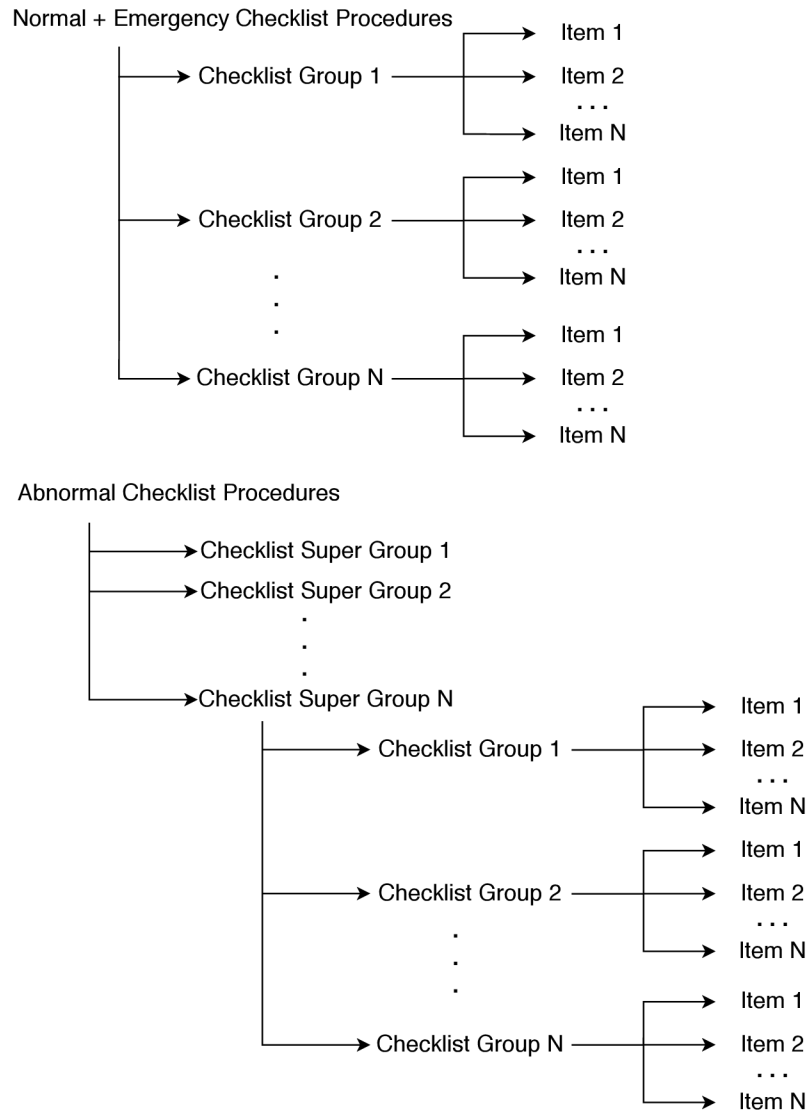 Normal + Emergency Checklist Procedures
Item 1
Checklist Group 1
Item 2
...
Item N
Item 1
Checklist Group 2
Item 2
...
Item N
.
.
.
Item 1
Checklist Group N
Item 2
...
Item N
Abnormal Checklist Procedures
Checklist Super Group 1
Checklist Super Group 2
.
.
.
Checklist Super Group N
Item 1
Checklist Group 1
Item 2
...
Item N
Item 1
Checklist Group 2
Item 2
...
Item N
.
.
.
Item 1
Checklist Group N
Item 2
...
Item N